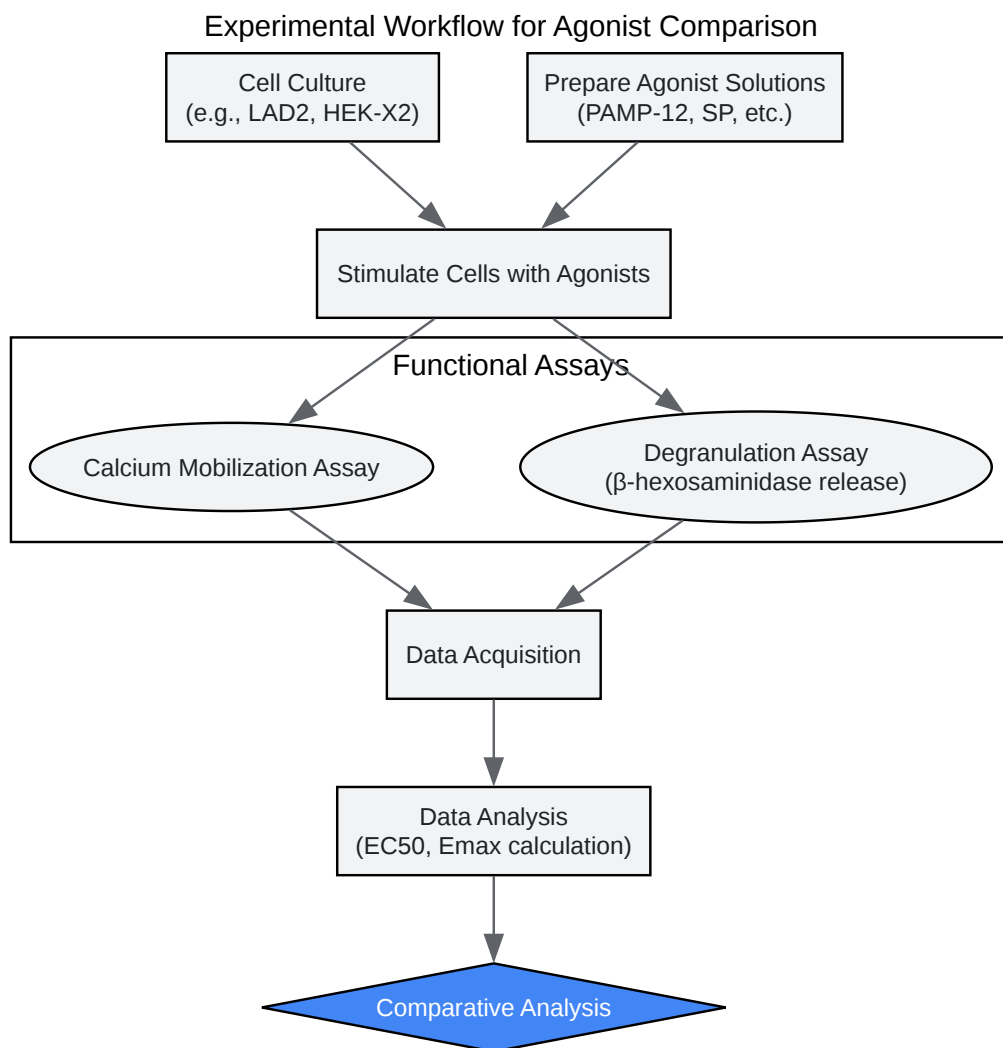 Experimental Workflow for Agonist Comparison
Cell Culture
(e.g., LAD2, HEK-X2)
Prepare Agonist Solutions
(PAMP-12, SP, etc.)
Stimulate Cells with Agonists
Functional Assays
Calcium Mobilization Assay
Degranulation Assay
(β-hexosaminidase release)
Data Acquisition
Data Analysis
(EC50, Emax calculation)
Comparative Analysis